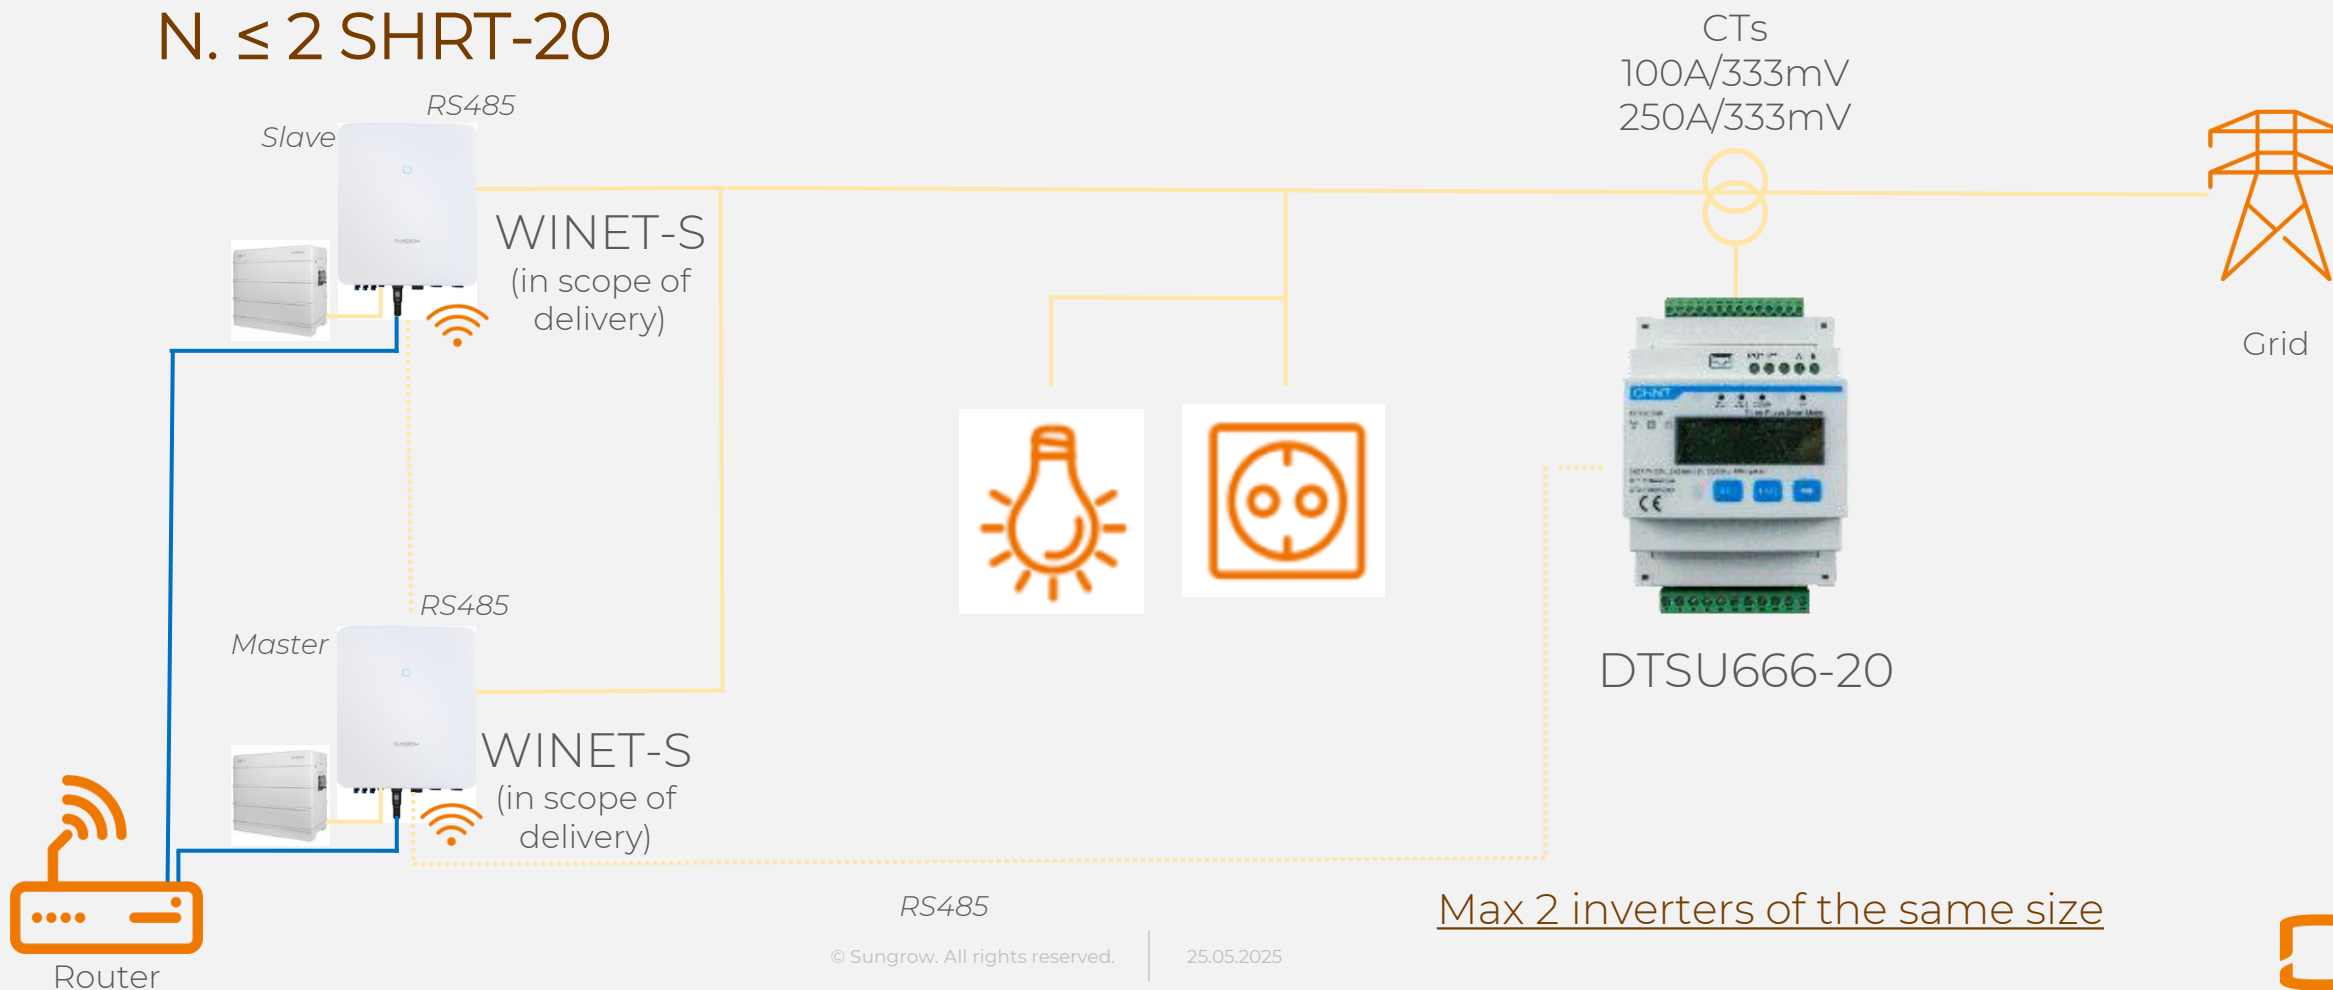 N. ≤ 2 SHRT-20
CTs
100A/333mV
250A/333mV
RS485
Slave
WINET-S
(in scope of
delivery)
Grid
CHNT
CE
DTSU666-20
RS485
Master
WINET-S
(in scope of
delivery)
RS485
Max 2 inverters of the same size
Router
© Sungrow. All rights reserved.
25.05.2025